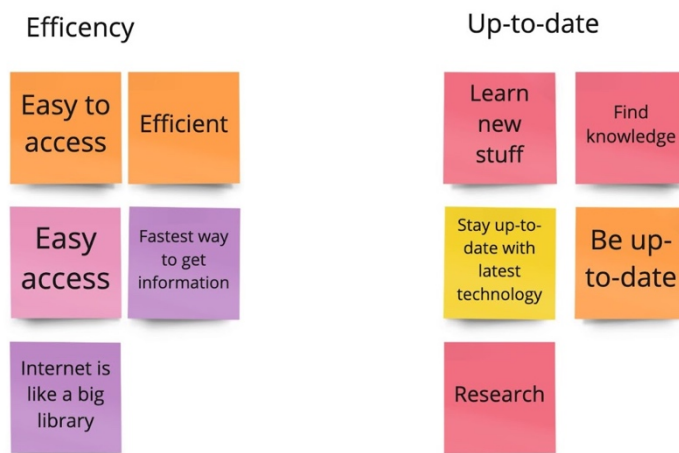 Efficency
Easy to
access
Efficient
Easy
access
Fastest way
to get
information
Internet is
like a big
library
Up-to-date
Learn
new
stuff
Find
knowledge
Stay up-to-
date with
latest
technology
Be up-
to-date
Research